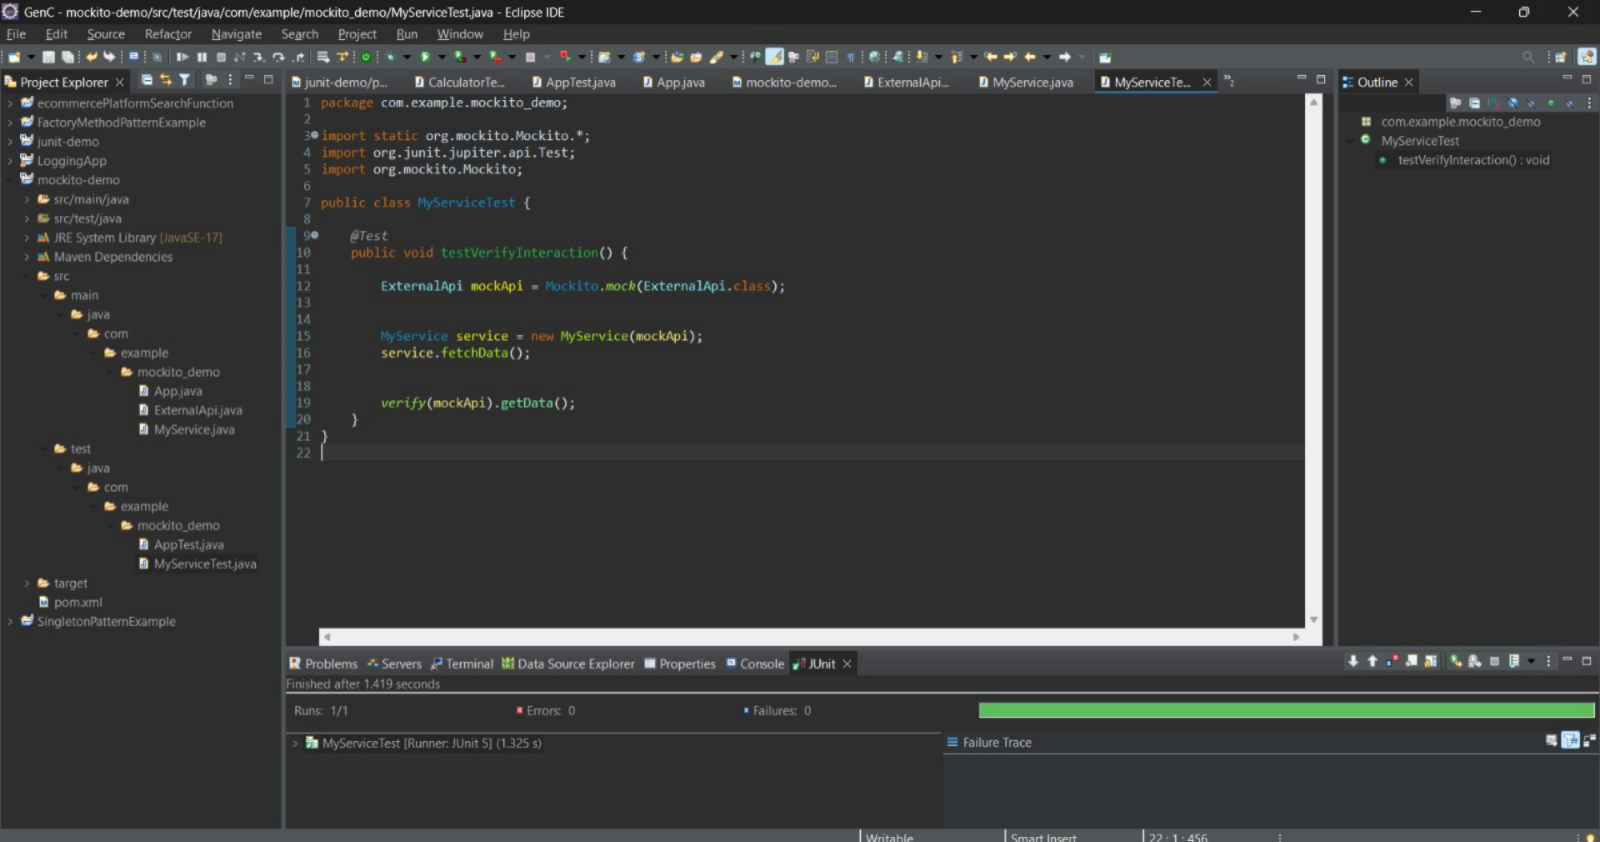 GenC - mockito-demo/src/test/java/com/example/mockito_demo/MyServiceTest.java - Eclipse IDE
File Edit Source Refactor Navigate Search Project Run Window Help
Project Explorer
ecommercePlatformSearchFunction
FactoryMethodPatternExample
junit-demo
LoggingApp
mockito-demo
src/main/java
src/test/java
JRE System Library [JavaSE-17]
Maven Dependencies
src
main
java
com
example
mockito_demo
App.java
ExternalApi.java
MyService.java
test
java
com
example
mockito_demo
AppTest.java
MyServiceTest.java
target
pom.xml
SingletonPatternExample
junit-demo/p... CalculatorTe... AppTest.java App.java mockito-demo... ExternalApi... MyService.java MyServiceTe... »2
1 package com.example.mockito_demo;
2
3 import static org.mockito.Mockito.*;
4 import org.junit.jupiter.api.Test;
5 import org.mockito.Mockito;
6
7 public class MyServiceTest {
8
9 @Test
10 public void testVerifyInteraction() {
11
12 ExternalApi mockApi = Mockito.mock(ExternalApi.class);
13
14
15 MyService service = new MyService(mockApi);
16 service.fetchData();
17
18
19 verify(mockApi).getData();
20 }
21 }
22
Outline
com.example.mockito_demo
MyServiceTest
testVerifyInteraction() : void
Problems Servers Terminal Data Source Explorer Properties Console JUnit
Finished after 1.419 seconds
Runs: 1/1 Errors: 0 Failures: 0
MyServiceTest [Runner: JUnit 5] (1.325 s)
Failure Trace
Writable Smart Insert 22 : 1 : 456